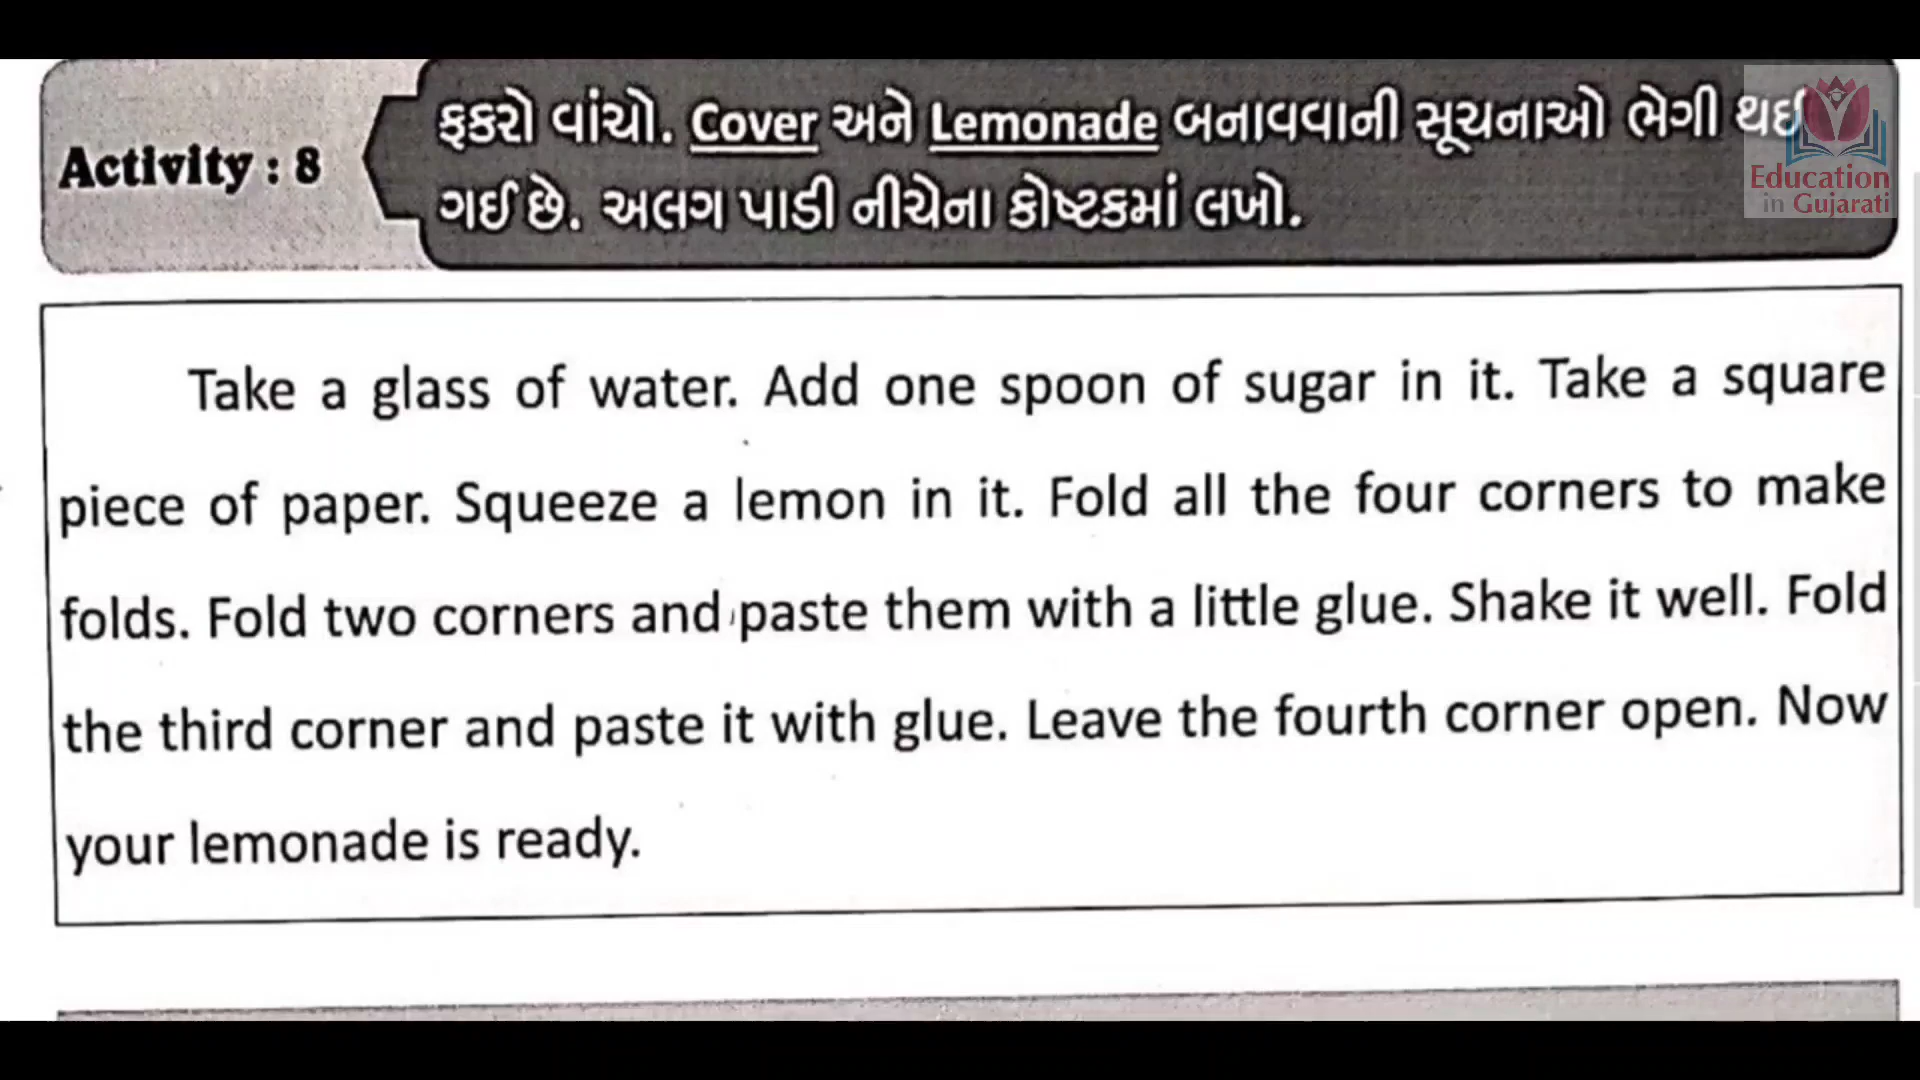 Activity : 8
ફકરો વાંચો. Cover અને Lemonade બનાવવાની સૂચનાઓ ભેગી થઈ
ગઈ છે. અલગ પાડી નીચેના કોષ્ટકમાં લખો.
Education
in Gujarati
Take a glass of water. Add one spoon of sugar in it. Take a square
piece of paper. Squeeze a lemon in it. Fold all the four corners to make
folds. Fold two corners and paste them with a little glue. Shake it well. Fold
the third corner and paste it with glue. Leave the fourth corner open. Now
your lemonade is ready.